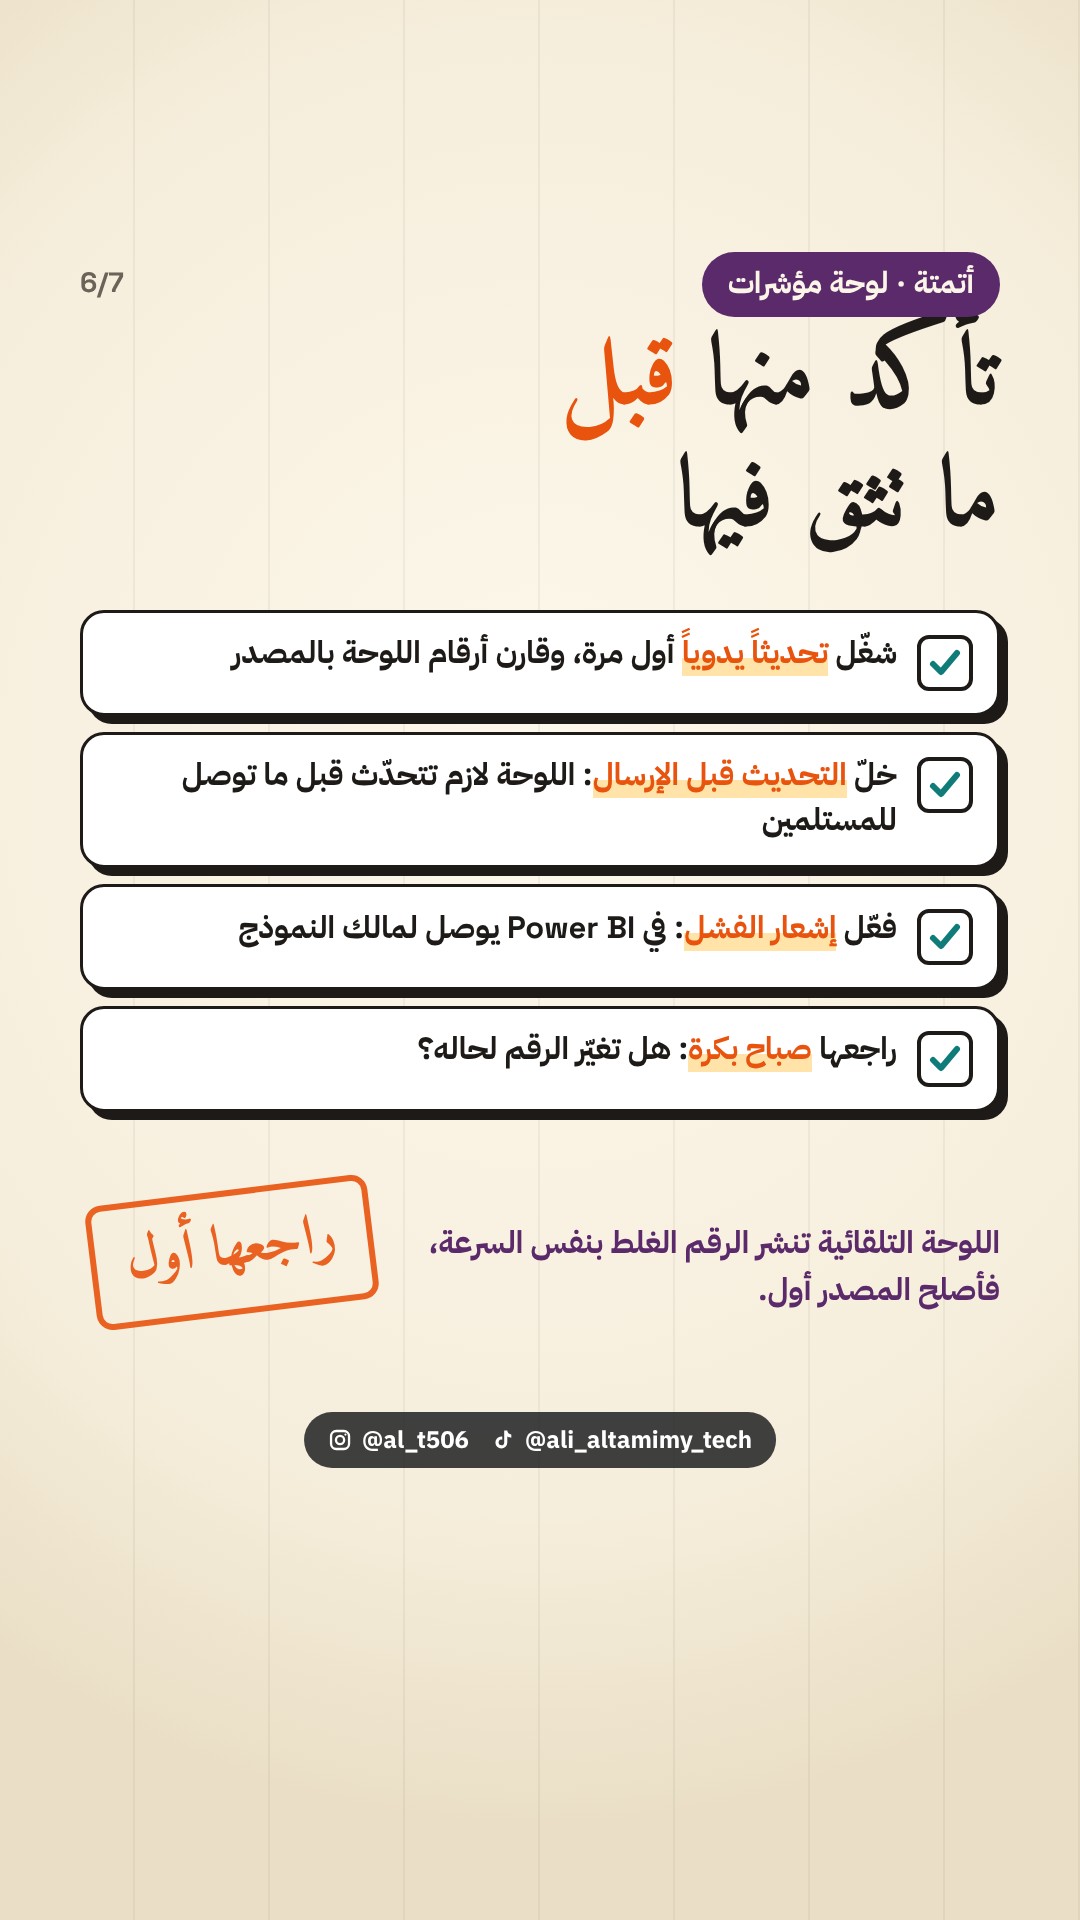 أتمتة · لوحة مؤشرات
6/7
تأكد منها قبل
ما تثق فيها
شغّل تحديثاً يدوياً أول مرة، وقارن أرقام اللوحة بالمصدر
خلّ التحديث قبل الإرسال: اللوحة لازم تتحدّث قبل ما توصل
للمستلمين
فعّل إشعار الفشل: في Power BI يوصل لمالك النموذج
راجعها صباح بكرة: هل تغيّر الرقم لحاله؟
اللوحة التلقائية تنشر الرقم الغلط بنفس السرعة،
فأصلح المصدر أول.
راجعها أول
@al_t506 @ali_altamimy_tech